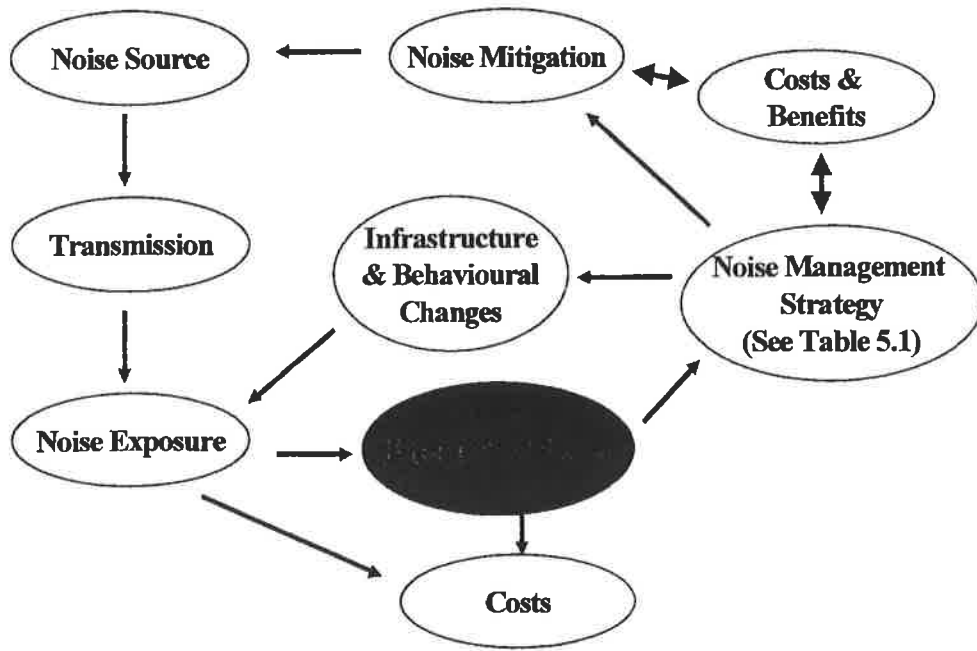 Noise Source
Noise Mitigation
Costs &
Benefits
Transmission
Infrastructure
& Behavioural
Changes
Noise Management
Strategy
(See Table 5.1)
Noise Exposure
Costs